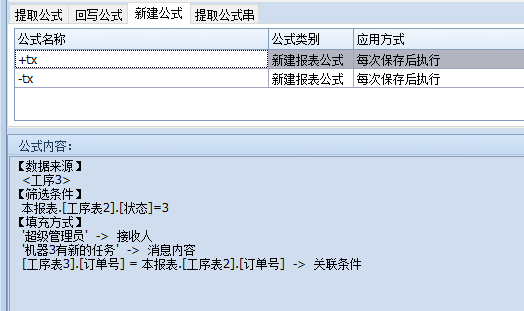 提取公式 回写公式 新建公式 提取公式串
公式名称 公式类别 应用方式
+tx 新建报表公式 每次保存后执行
-tx 新建报表公式 每次保存后执行
公式内容:
【数据来源】
<工序3>
【筛选条件】
本报表.[工序表2].[状态]=3
【填充方式】
'超级管理员' -> 接收人
'机器3有新的任务' -> 消息内容
[工序表3].[订单号] = 本报表.[工序表2].[订单号] -> 关联条件